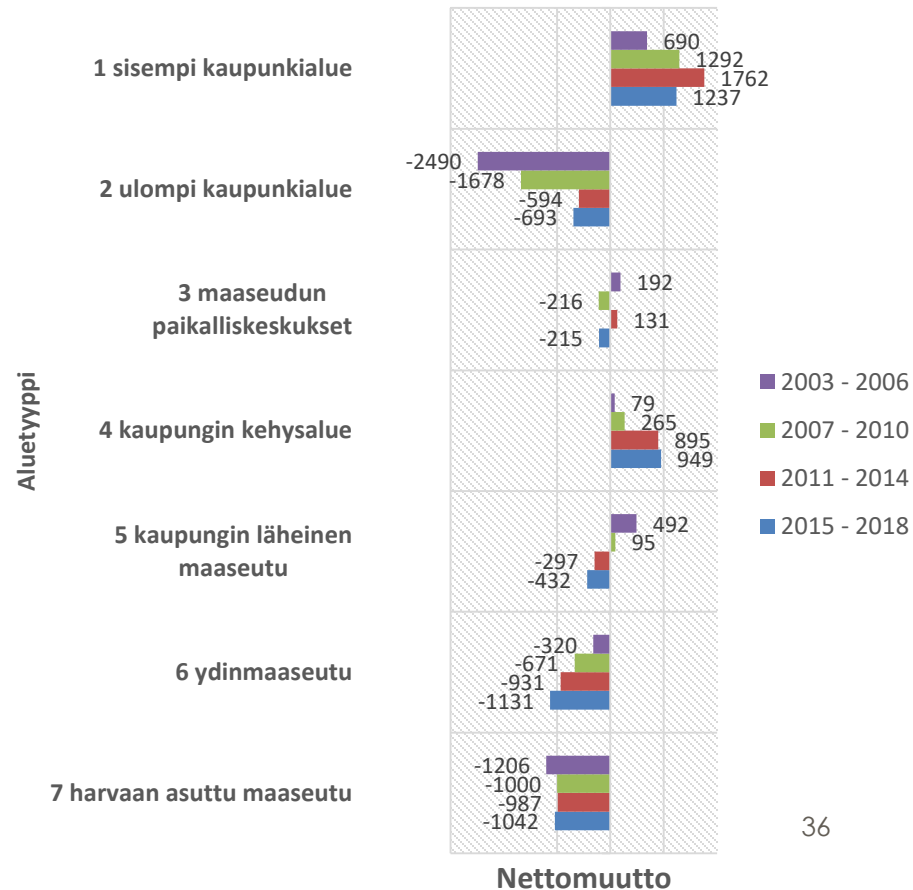 1 sisempi kaupunkialue
690
1292
1762
1237
2 ulompi kaupunkialue
-2490
-1678
-594
-693
3 maaseudun
paikalliskeskukset
192
-216
131
-215
4 kaupungin kehysalue
79
265
895
949
5 kaupungin läheinen
maaseutu
492
95
-297
-432
6 ydinmaaseutu
-320
-671
-931
-1131
7 harvaan asuttu maaseutu
-1206
-1000
-987
-1042
Aluetyyppi
Nettomuutto
2003 - 2006
2007 - 2010
2011 - 2014
2015 - 2018
36